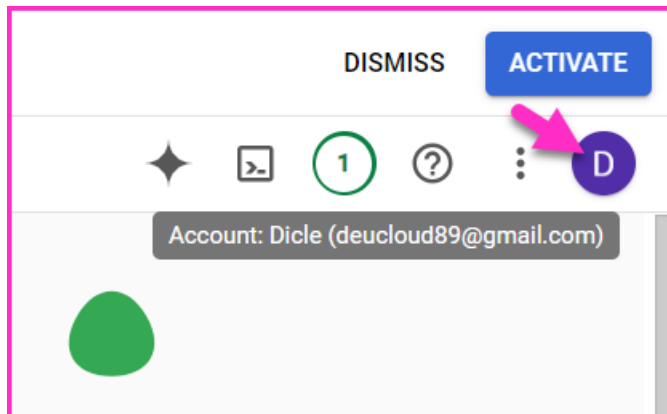 DISMISS
ACTIVATE
1
D
Account: Dicle (deucloud89@gmail.com)